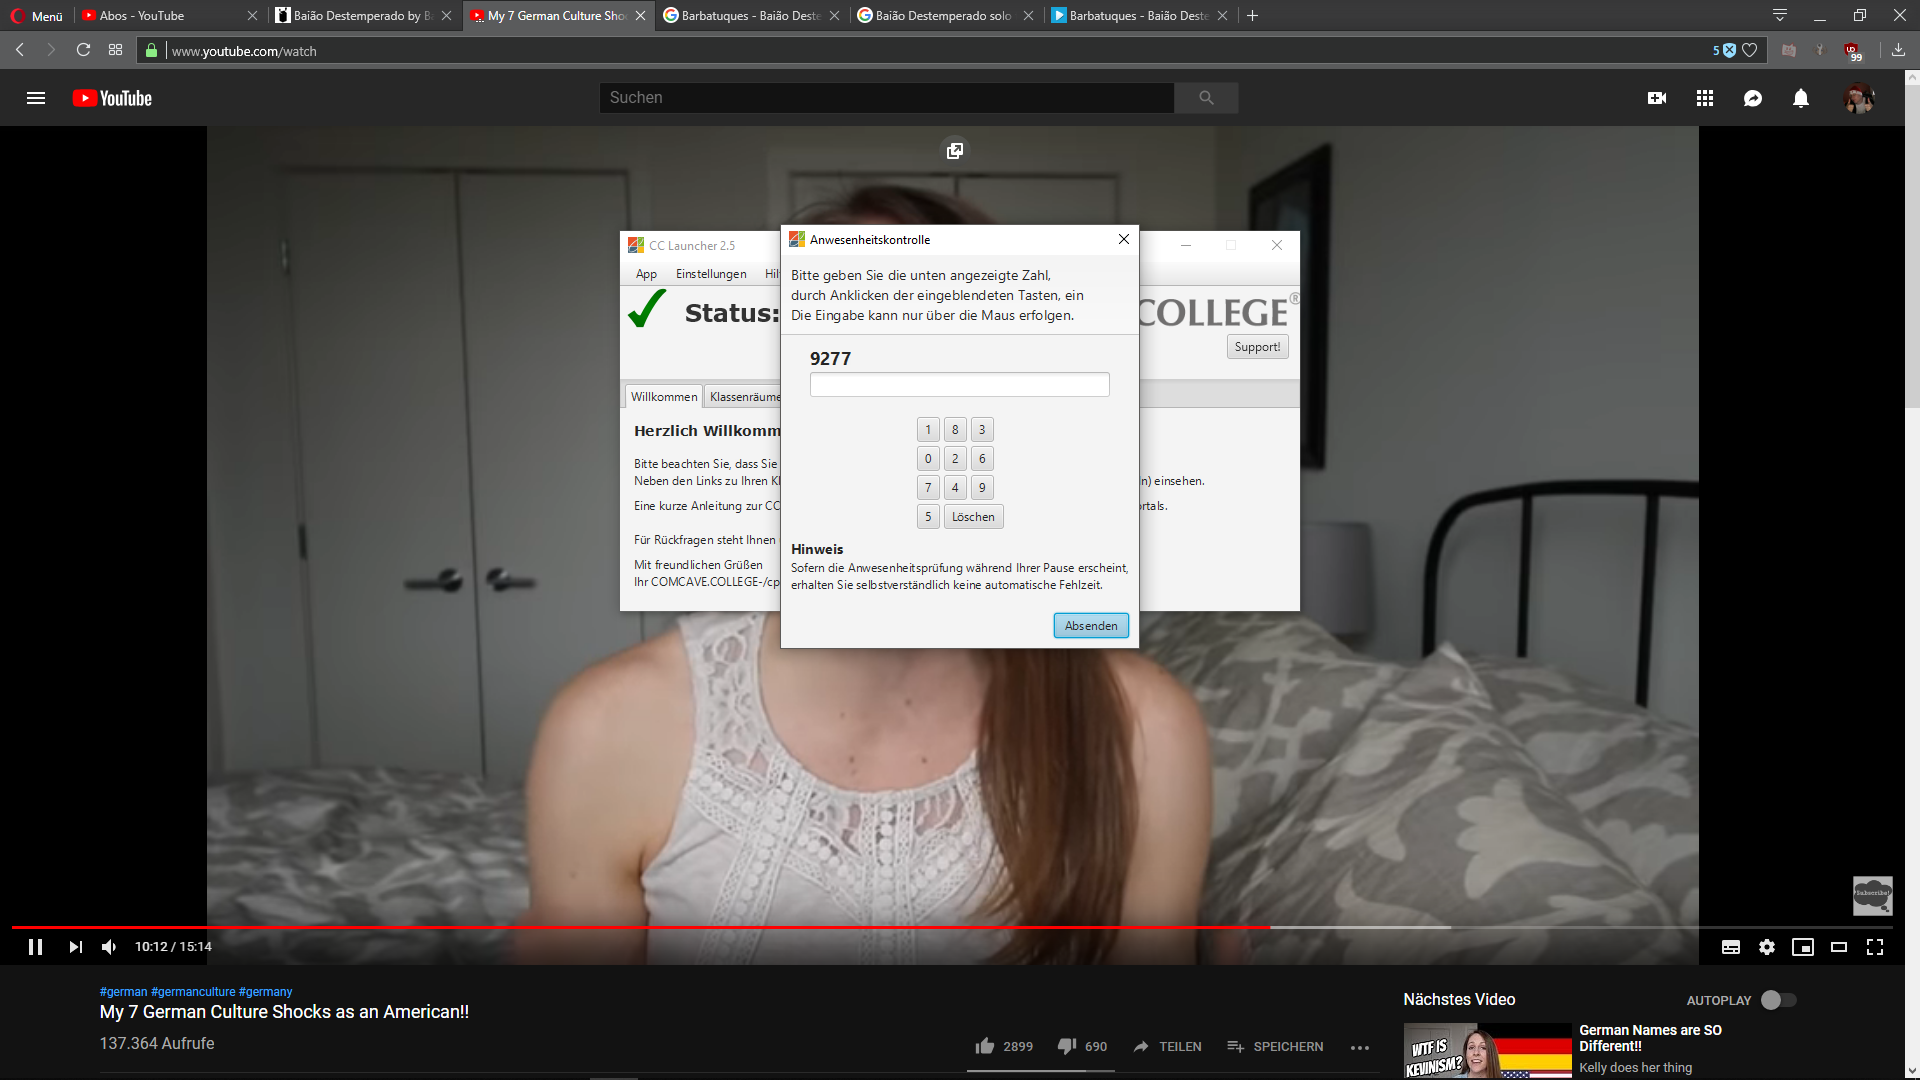 Menü
Abos - YouTube
Baião Destemperado by B
My 7 German Culture Shoc
Barbatuques - Baião Deste
Baião Destemperado solo
Barbatuques - Baião Deste
www.youtube.com/watch
5
99
YouTube
Suchen
CC Launcher 2.5
App Einstellungen Hil
Status:
COLLEGE®
Support!
Willkommen Klassenräume
Herzlich Willkomm
Bitte beachten Sie, dass Sie
Neben den Links zu Ihren Kl
n) einsehen.
Eine kurze Anleitung zur CC
rtals.
Für Rückfragen steht Ihnen
Mit freundlichen Grüßen
Ihr COMCAVE.COLLEGE-/cp
Anwesenheitskontrolle
Bitte geben Sie die unten angezeigte Zahl,
durch Anklicken der eingeblendeten Tasten, ein
Die Eingabe kann nur über die Maus erfolgen.
9277
1 8 3
0 2 6
7 4 9
5 Löschen
Hinweis
Sofern die Anwesenheitsprüfung während Ihrer Pause erscheint,
erhalten Sie selbstverständlich keine automatische Fehlzeit.
Absenden
Subscribe!
10:12 / 15:14
#german #germanculture #germany
My 7 German Culture Shocks as an American!!
137.364 Aufrufe
2899
690
TEILEN
SPEICHERN
Nächstes Video
AUTOPLAY
WTF IS
KEVINISM?
German Names are SO
Different!!
Kelly does her thing